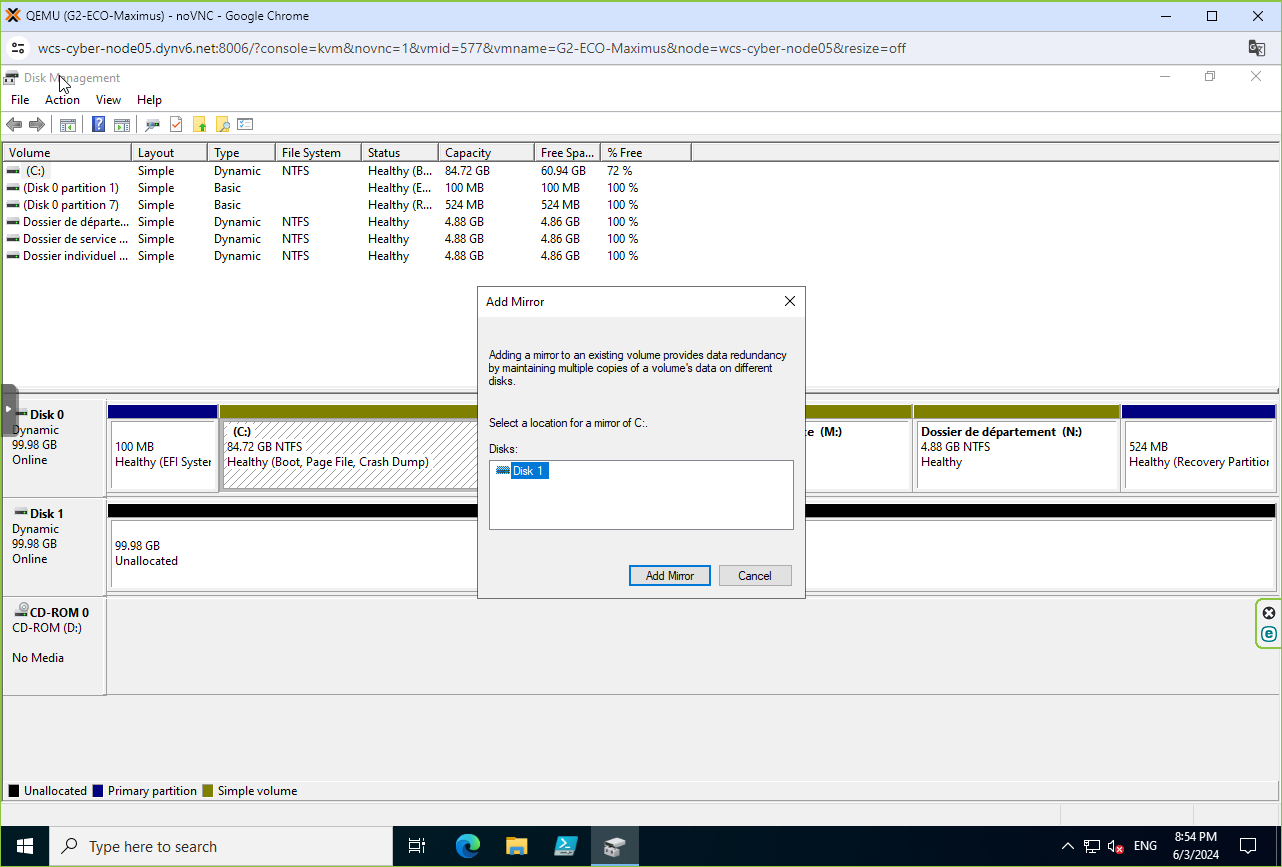 QEMU (G2-ECO-Maximus) - noVNC - Google Chrome
wcs-cyber-node05.dynv6.net:8006/?console=kvm&novnc=1&vmid=577&vmname=G2-ECO-Maximus&node=wcs-cyber-node05&resize=off
Disk Management
File Action View Help
Volume Layout Type File System Status Capacity Free Spa... % Free
(C:) Simple Dynamic NTFS Healthy (B... 84.72 GB 60.94 GB 72 %
(Disk 0 partition 1) Simple Basic Healthy (E... 100 MB 100 MB 100 %
(Disk 0 partition 7) Simple Basic Healthy (R... 524 MB 524 MB 100 %
Dossier de départe... Simple Dynamic NTFS Healthy 4.88 GB 4.86 GB 100 %
Dossier de service ... Simple Dynamic NTFS Healthy 4.88 GB 4.86 GB 100 %
Dossier individuel ... Simple Dynamic NTFS Healthy 4.88 GB 4.86 GB 100 %
Add Mirror
Adding a mirror to an existing volume provides data redundancy
by maintaining multiple copies of a volume's data on different
disks.
Select a location for a mirror of C:.
Disks:
Disk 1
Add Mirror Cancel
Disk 0
Dynamic
99.98 GB
Online
100 MB
Healthy (EFI System
(C:)
84.72 GB NTFS
Healthy (Boot, Page File, Crash Dump)
ce (M:)
Dossier de département (N:)
4.88 GB NTFS
Healthy
524 MB
Healthy (Recovery Partition
Disk 1
Dynamic
99.98 GB
Online
99.98 GB
Unallocated
CD-ROM 0
CD-ROM (D:)
No Media
Unallocated Primary partition Simple volume
Type here to search
ENG
8:54 PM
6/3/2024